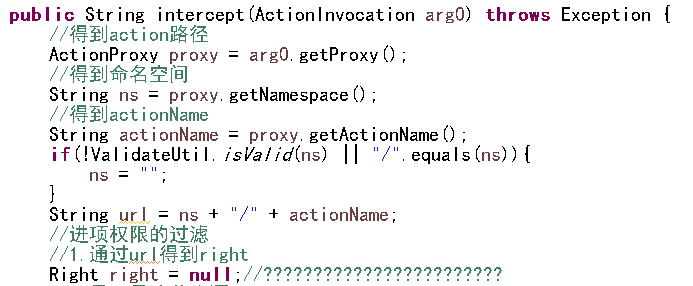 public String intercept(ActionInvocation arg0) throws Exception {
//得到action路径
ActionProxy proxy = arg0.getProxy();
//得到命名空间
String ns = proxy.getNamespace();
//得到actionName
String actionName = proxy.getActionName();
if(!ValidateUtil.isValid(ns) || "/".equals(ns)){
ns = "";
}
String url = ns + "/" + actionName;
//进项权限的过滤
//1.通过url得到right
Right right = null;//????????????????????????